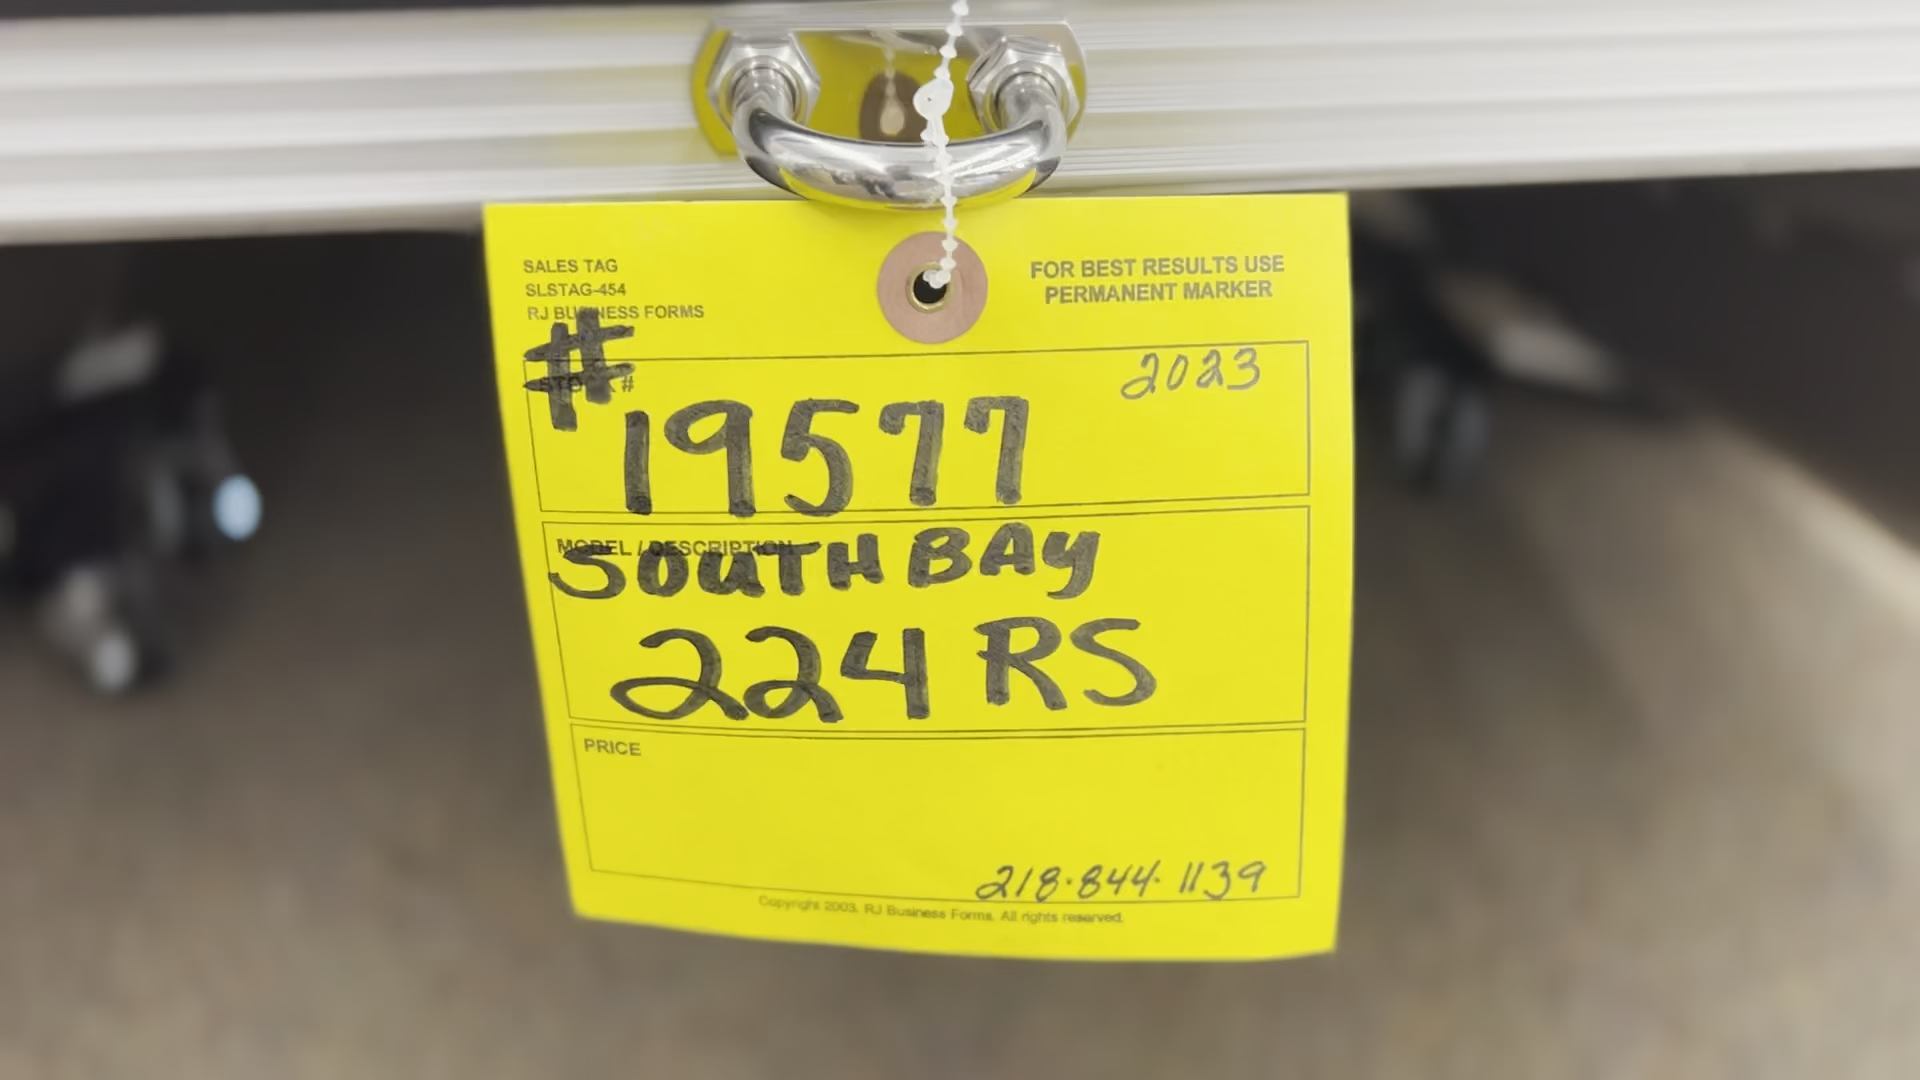 SALES TAG
SLSTAG-454
RJ BUSINESS FORMS
FOR BEST RESULTS USE
PERMANENT MARKER
#
STOCK #
2023
19577
MODEL / DESCRIPTION
SOUTH BAY
224 RS
PRICE
218·844·1139
Copyright 2003, RJ Business Forms. All rights reserved.